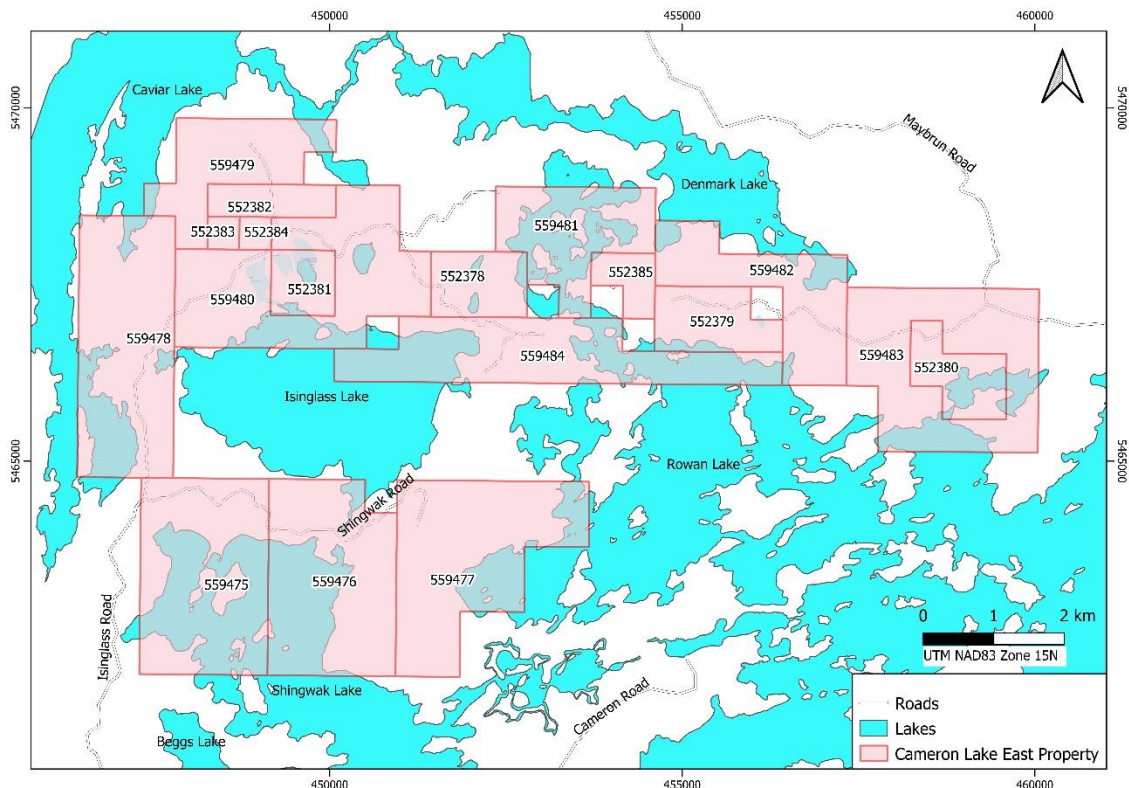 450000
455000
460000
Caviar Lake
5470000
5470000
Maybrun Road
559479
Denmark Lake
552382
559481
552383
552384
552378
552385
559482
559480
552381
552379
559478
559484
559483
552380
Isinglass Lake
5465000
5465000
Rowan Lake
Shingwak Road
559475
559476
559477
Isinglass Road
0 1 2 km
UTM NAD83 Zone 15N
Shingwak Lake
Cameron Road
Beggs Lake
Roads
Lakes
Cameron Lake East Property
450000
455000
460000